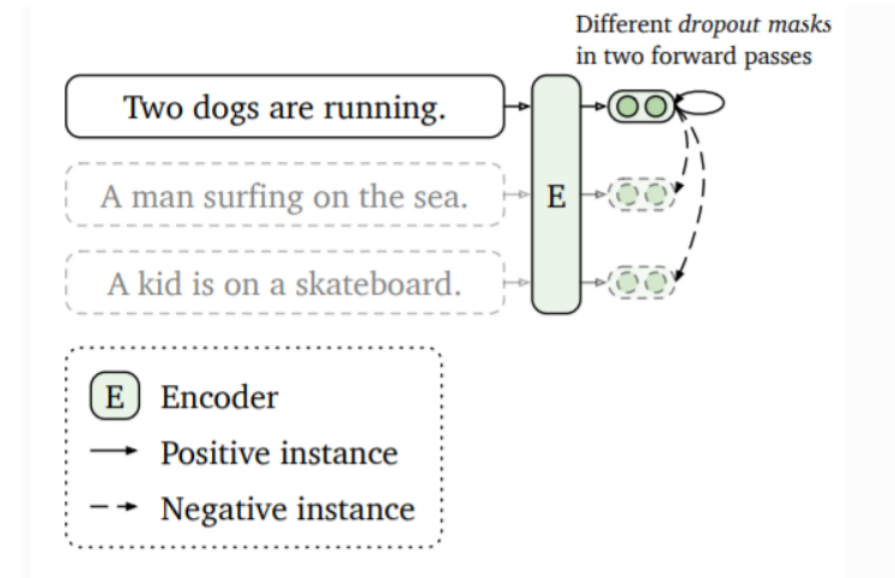 Different dropout masks
in two forward passes
Two dogs are running.
A man surfing on the sea.
E
A kid is on a skateboard.
E Encoder
Positive instance
Negative instance